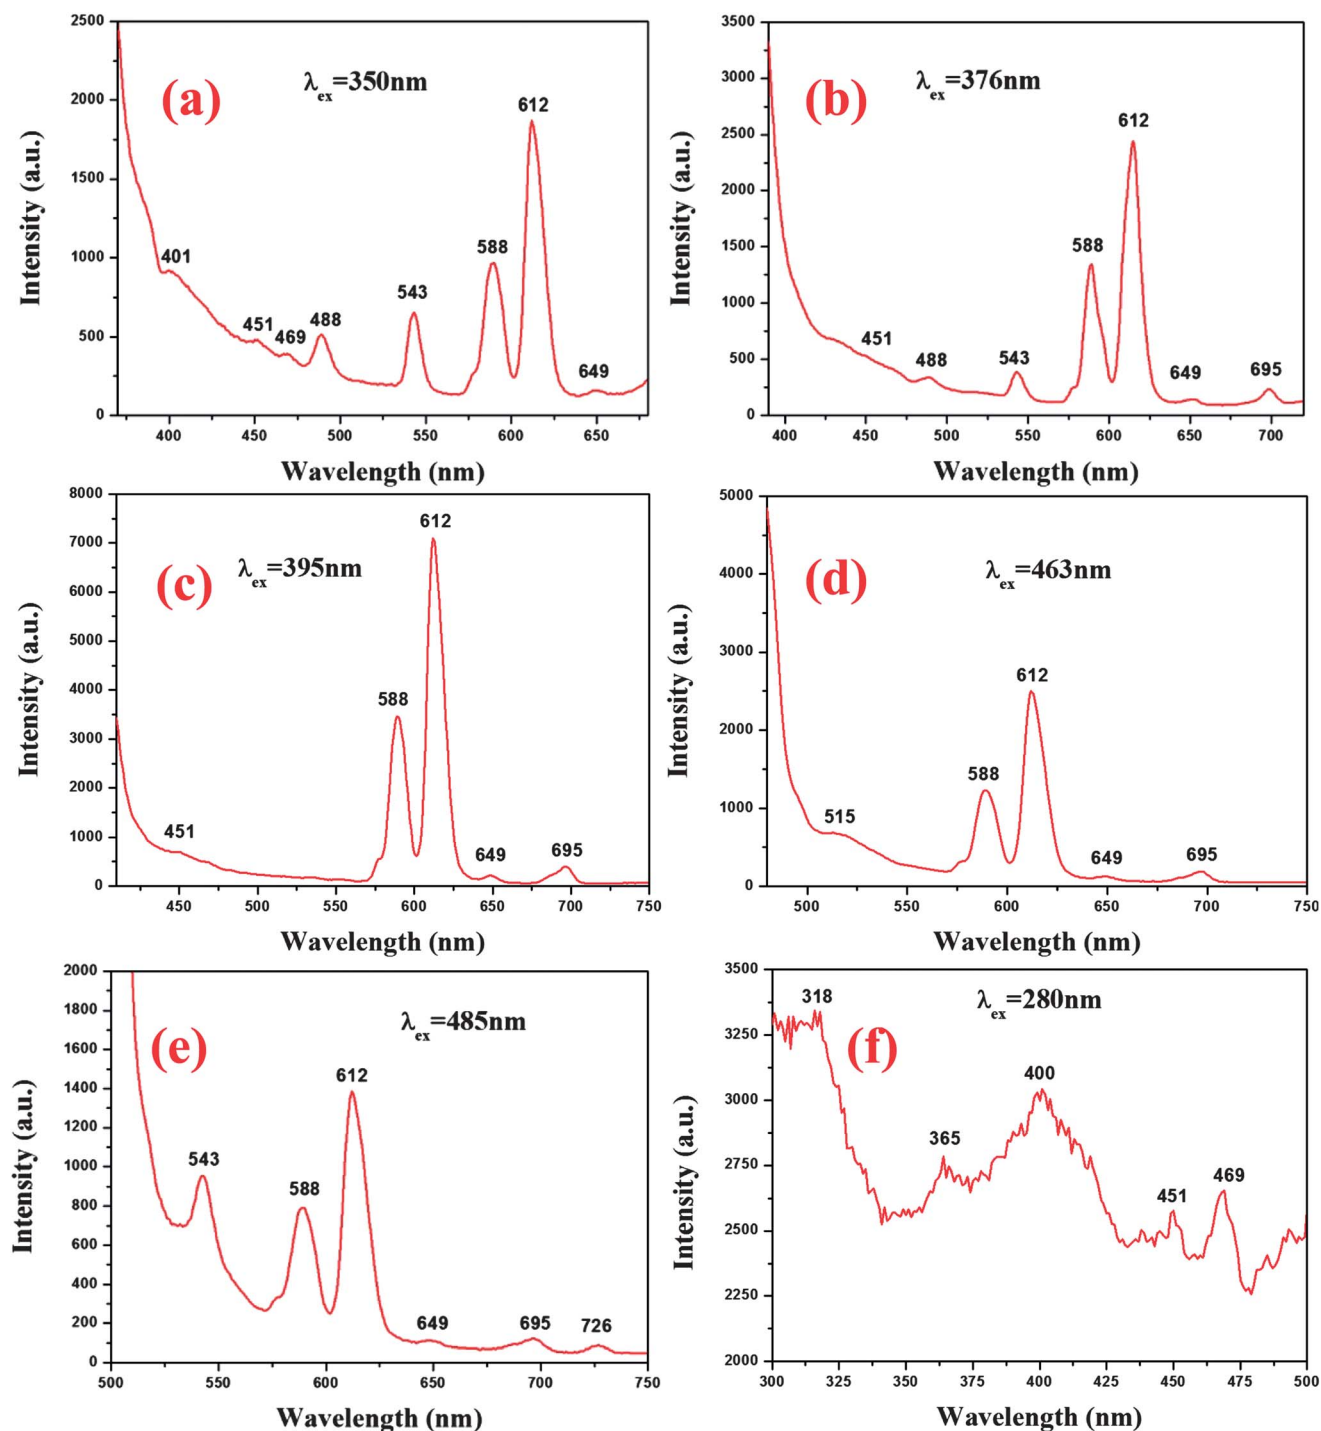 (a)
λex=350nm
2500
2000
1500
1000
500
0
401
451
469
488
543
588
612
649
400 450 500 550 600 650
Intensity (a.u.)
Wavelength (nm)
(b)
λex=376nm
3500
3000
2500
2000
1500
1000
500
0
451
488
543
588
612
649
695
400 450 500 550 600 650 700
Intensity (a.u.)
Wavelength (nm)
(c)
λex=395nm
8000
7000
6000
5000
4000
3000
2000
1000
0
451
588
612
649
695
450 500 550 600 650 700 750
Intensity (a.u.)
Wavelength (nm)
(d)
λex=463nm
5000
4000
3000
2000
1000
0
515
588
612
649
695
500 550 600 650 700 750
Intensity (a.u.)
Wavelength (nm)
(e)
λex=485nm
2000
1800
1600
1400
1200
1000
800
600
400
200
0
543
588
612
649
695
726
500 550 600 650 700 750
Intensity (a.u.)
Wavelength (nm)
(f)
λex=280nm
3500
3250
3000
2750
2500
2250
2000
318
365
400
451
469
300 325 350 375 400 425 450 475 500
Intensity (a.u.)
Wavelength (nm)